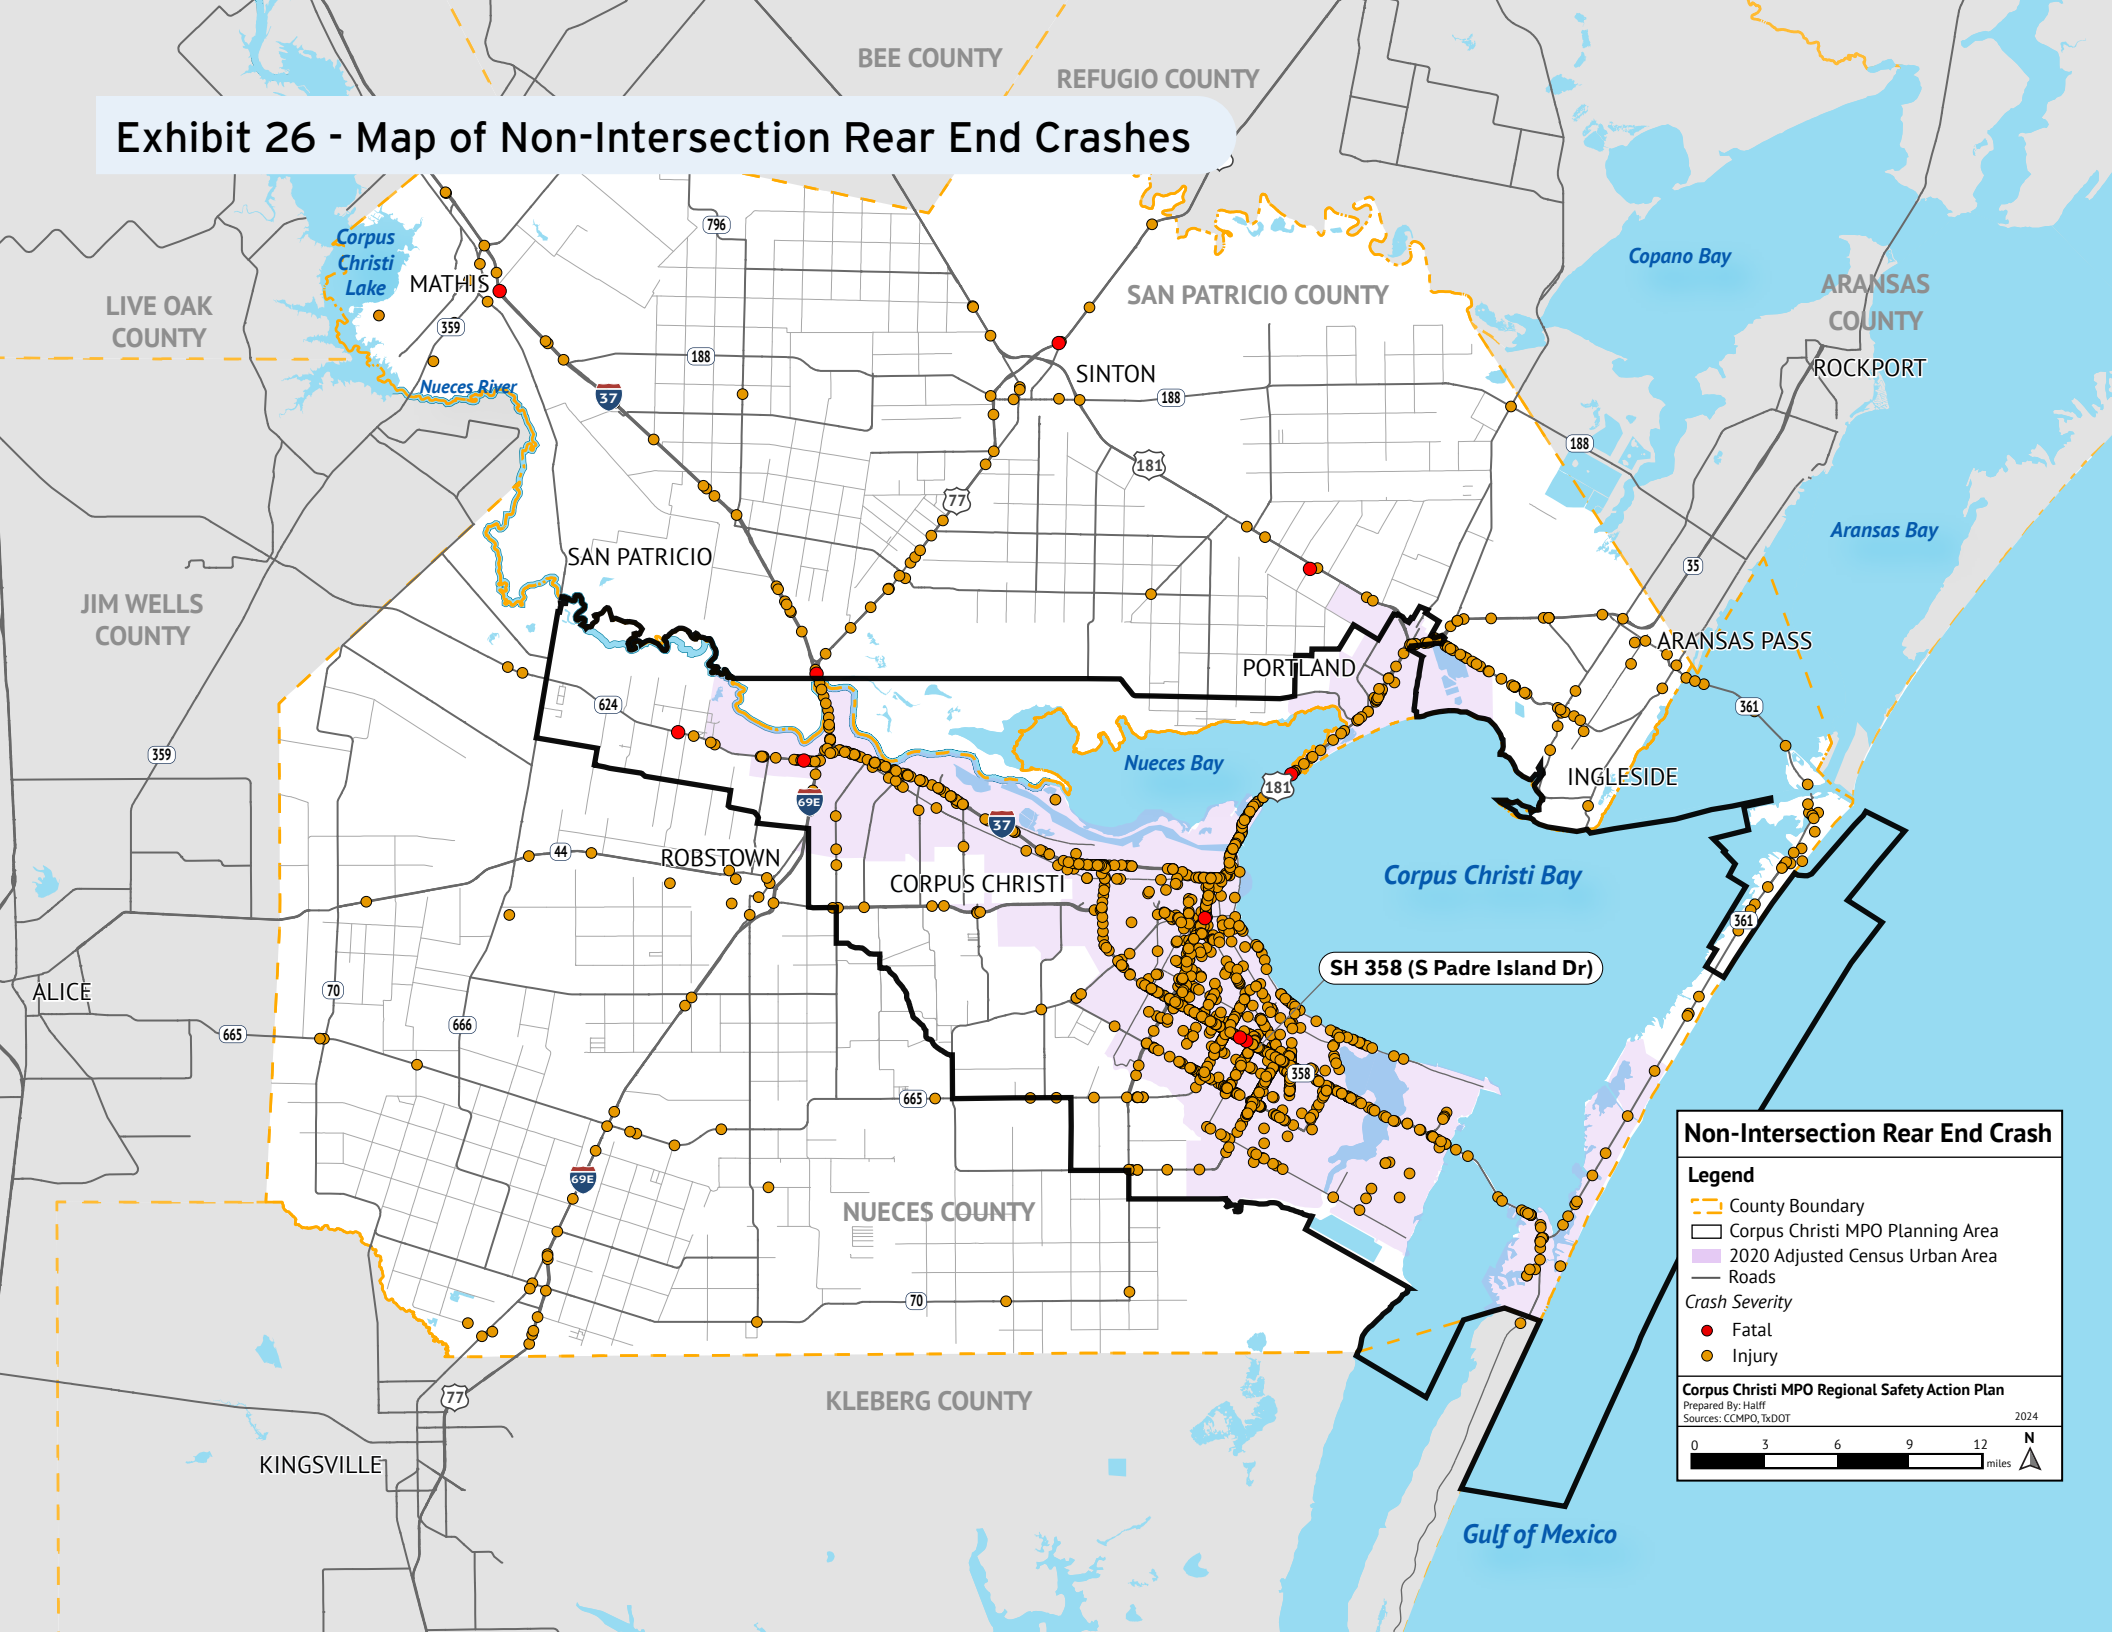 BEE COUNTY
REFUGIO COUNTY
Exhibit 26 - Map of Non-Intersection Rear End Crashes
796
Corpus
Christi
Lake
Copano Bay
MATHIS
SAN PATRICIO COUNTY
ARANSAS
COUNTY
LIVE OAK
COUNTY
359
188
ROCKPORT
SINTON
Nueces River
37
188
188
181
77
Aransas Bay
SAN PATRICIO
35
JIM WELLS
COUNTY
ARANSAS PASS
PORTLAND
624
361
359
Nueces Bay
INGLESIDE
181
69E
37
44
ROBSTOWN
CORPUS CHRISTI
Corpus Christi Bay
361
SH 358 (S Padre Island Dr)
ALICE
70
665
666
358
665
69E
NUECES COUNTY
70
KLEBERG COUNTY
77
KINGSVILLE
Gulf of Mexico
Non-Intersection Rear End Crash
Legend
County Boundary
Corpus Christi MPO Planning Area
2020 Adjusted Census Urban Area
Roads
Crash Severity
Fatal
Injury
Corpus Christi MPO Regional Safety Action Plan
Prepared By: Halff
Sources: CCMPO, TxDOT
2024
0 3 6 9 12
miles
N